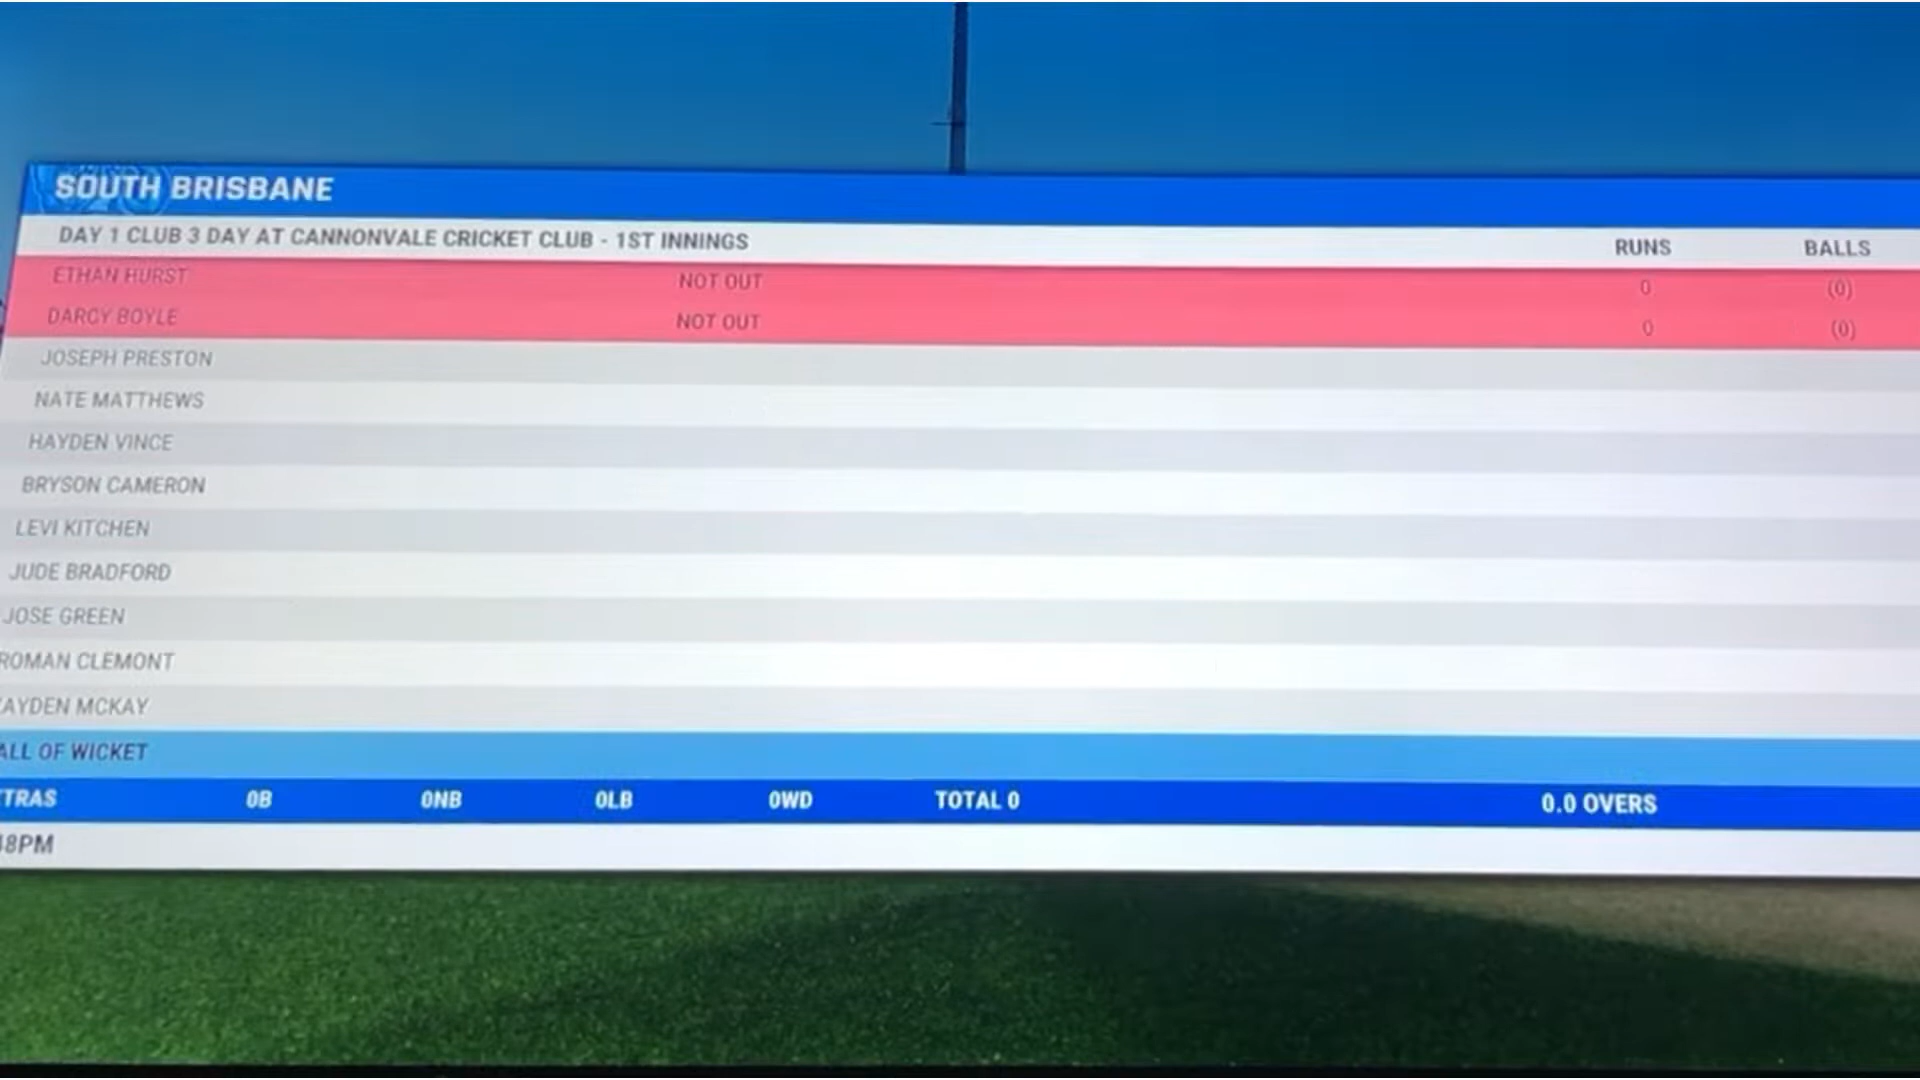 SOUTH BRISBANE
DAY 1 CLUB 3 DAY AT CANNONVALE CRICKET CLUB - 1ST INNINGS RUNS BALLS
ETHAN HURST NOT OUT 0 (0)
DARCY BOYLE NOT OUT 0 (0)
JOSEPH PRESTON
NATE MATTHEWS
HAYDEN VINCE
BRYSON CAMERON
LEVI KITCHEN
JUDE BRADFORD
JOSE GREEN
ROMAN CLEMONT
AYDEN MCKAY
ALL OF WICKET
TRAS 0B 0NB 0LB 0WD TOTAL 0 0.0 OVERS
8PM